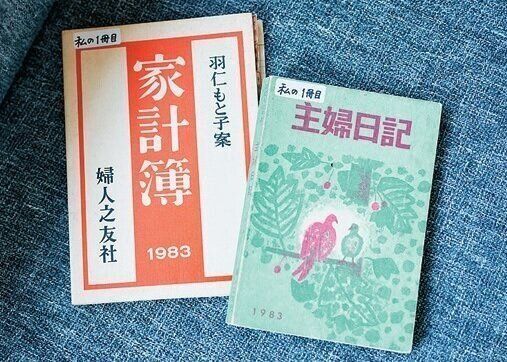 私の1冊目
羽仁もと子案
家計簿
婦人之友社
1983
私の1冊目
主婦日記
1983